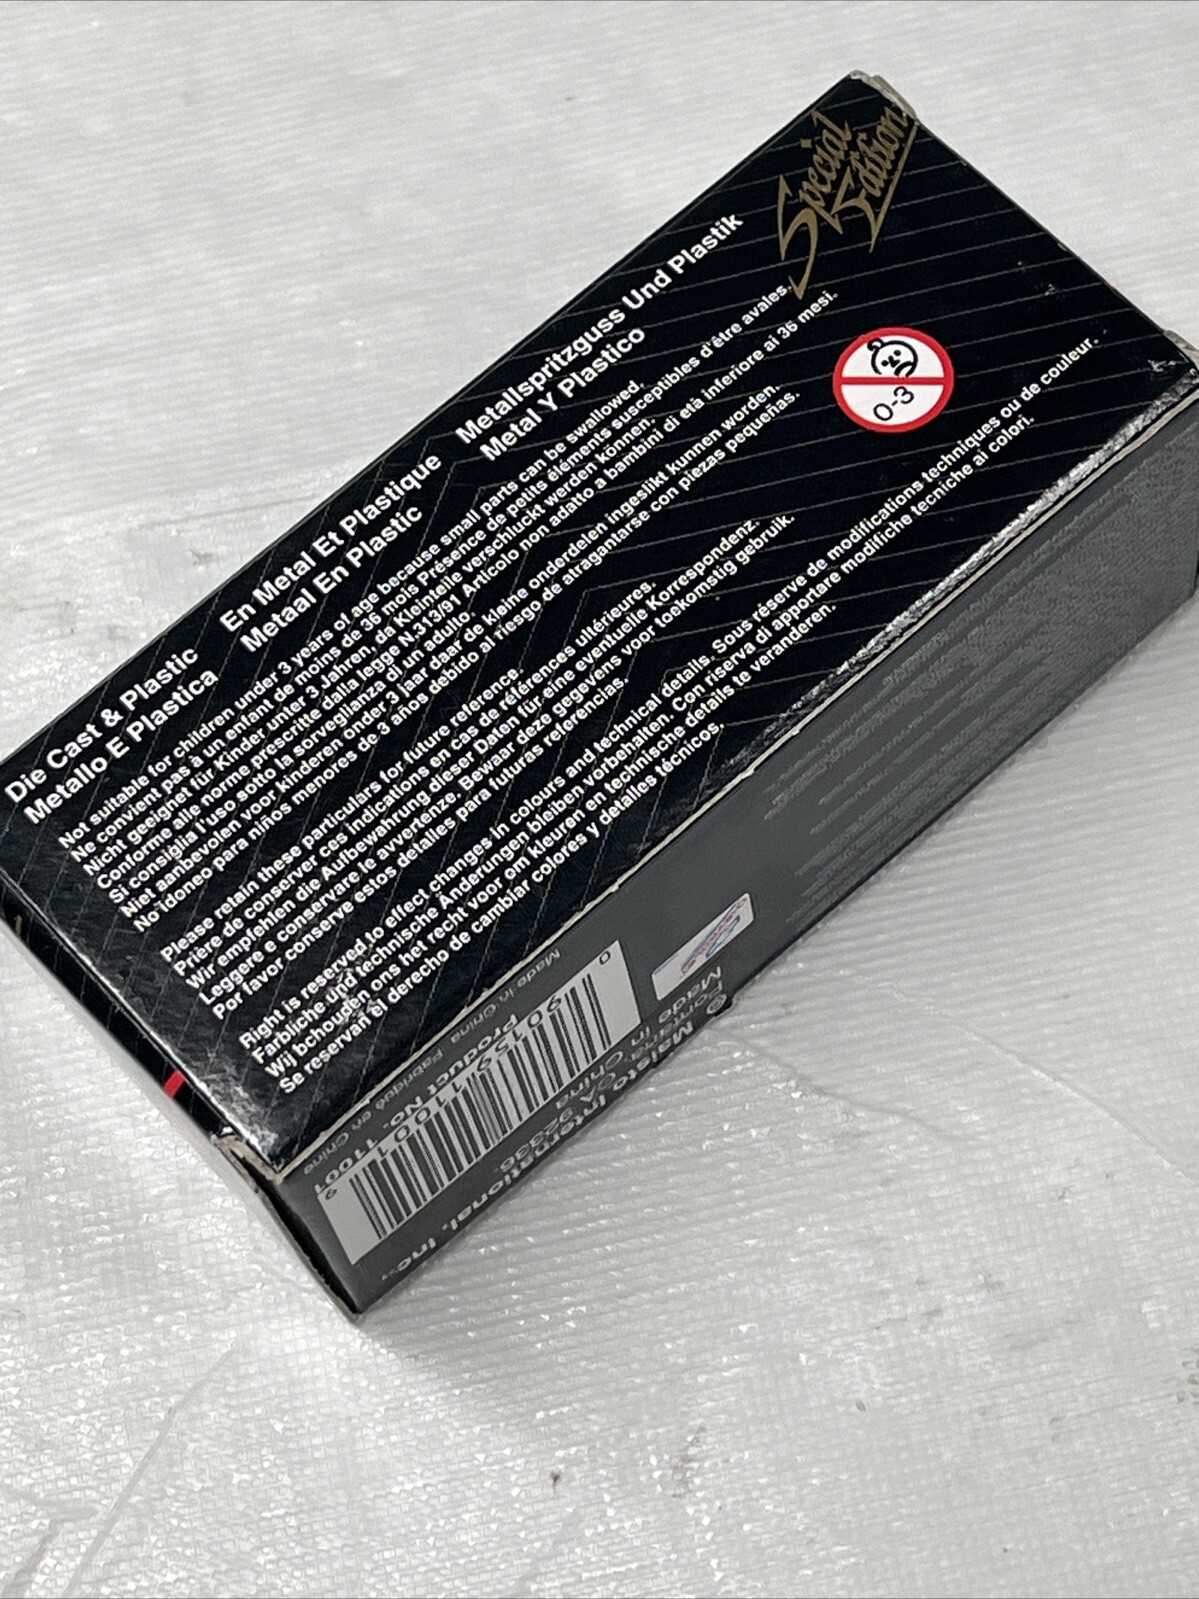 Special
Edition
Die Cast & Plastic
En Metal Et Plastique
Metallspritzguss Und Plastik
Metallo E Plastica
Metaal En Plastic
Metal Y Plastico
Not suitable for children under 3 years of age because small parts can be swallowed.
Ne convient pas à un enfant de moins de 36 mois Présence de petits éléments susceptibles d'être avales.
Nicht geeignet für Kinder unter 3 Jahren, da Kleinteile verschluckt werden können.
Conforme alle norme prescritte dalla legge N.313/91 Articolo non adatto a bambini di età inferiore ai 36 mesi.
Si consiglia l'uso sotto la sorveglianza di un adulto.
Niet aanbevolen voor kinderen onder 3 jaar daar de kleine onderdelen ingeslikt kunnen worden.
No idoneo para niños menores de 3 anos debido al riesgo de atragantarse con piezas pequeñas.
0-3
Please retain these particulars for future reference.
Prière de conserver ces indications en cas de références ultérieures.
Wir empfehlen die Aufbewahrung dieser Daten für eine eventuelle Korrespondenz.
Leggere e conservare le avvertenze. Bewaar deze gegevens voor toekomstig gebruik.
Por favor conserve estos detalles para futuras referencias.
Right is reserved to effect changes in colours and technical details. Sous réserve de modifications techniques ou de couleur.
Farbliche und technische Änderungen bleiben vorbehalten. Con riserva di apportare modifiche tecniche ai colori.
Wij bchouden ons het recht voor om kleuren en technische details te veranderen.
Se reservan el derecho de cambiar colores y detalles técnicos.
Made in China Fabriqué en Chine
Product No. 11001
0 90159 11001 9
© Maisto International, Inc.
Fontana CA 92336.
Made in China